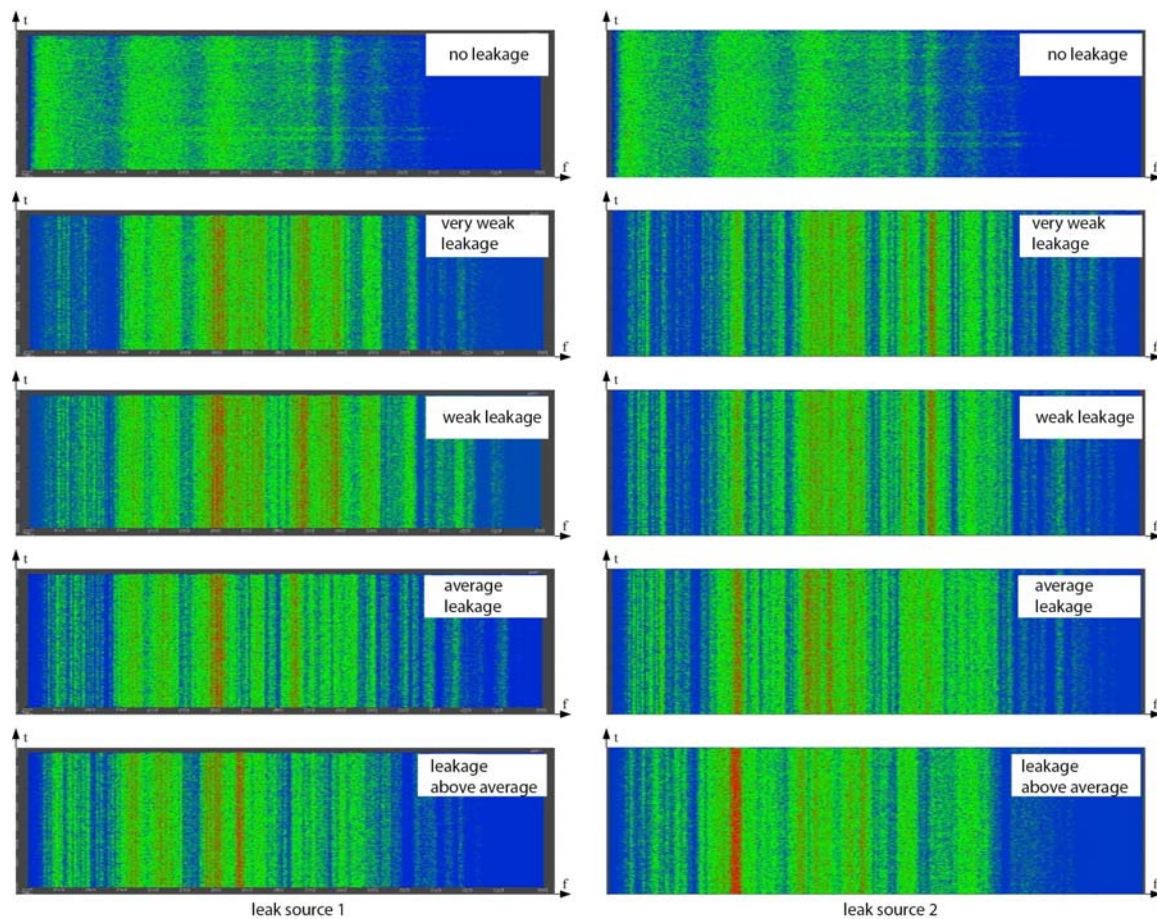 t
t
no leakage
no leakage
f
f
t
t
very weak
leakage
very weak
leakage
f
f
t
t
weak leakage
weak leakage
f
f
t
t
average
leakage
average
leakage
f
f
t
t
leakage
above average
leakage
above average
f
f
leak source 1
leak source 2